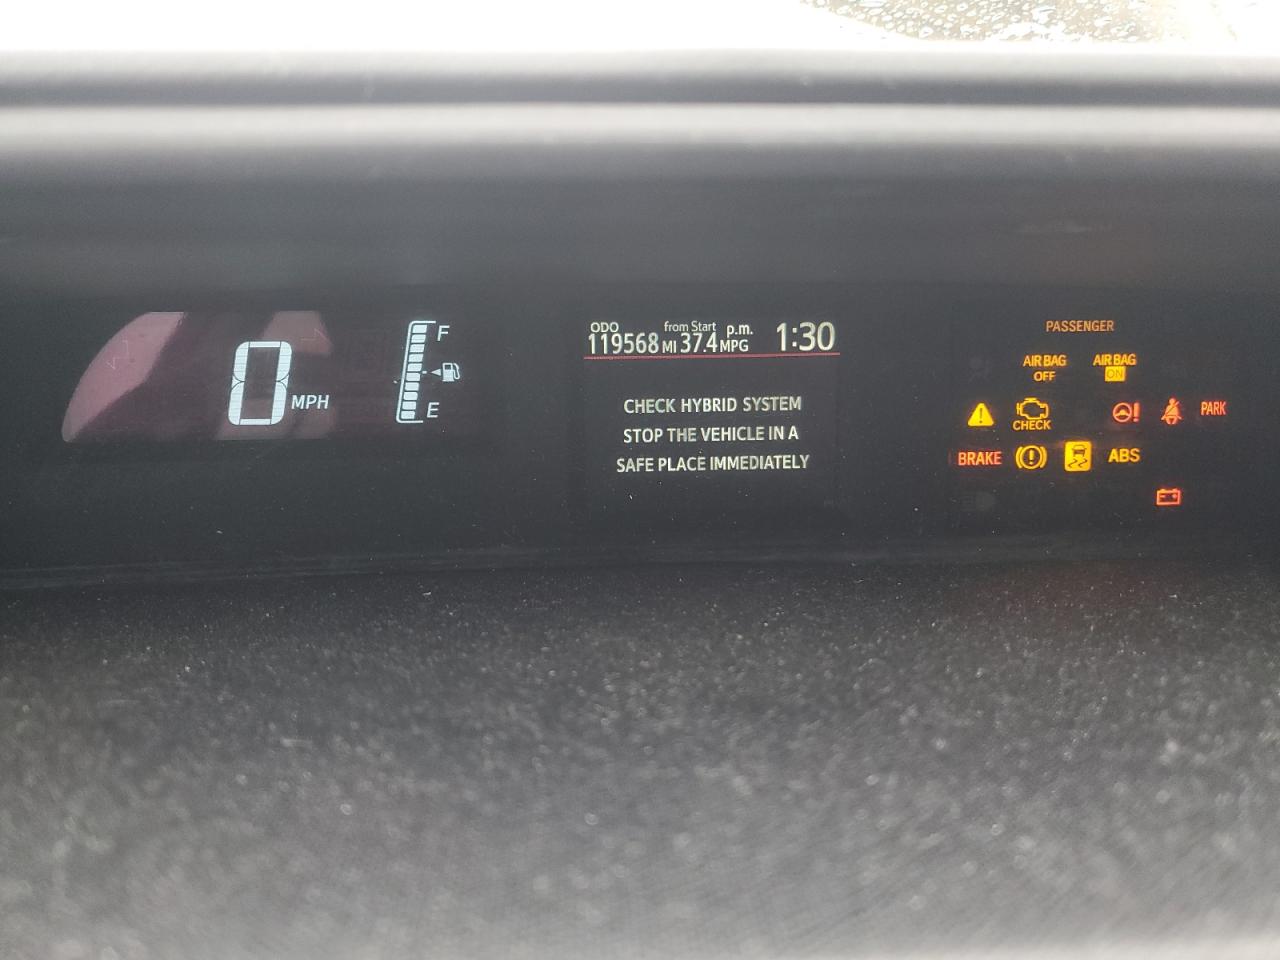 0 MPH
F
E
ODO from Start p.m.
119568 MI 37.4 MPG 1:30
CHECK HYBRID SYSTEM
STOP THE VEHICLE IN A
SAFE PLACE IMMEDIATELY
PASSENGER
AIR BAG OFF
AIR BAG ON
CHECK
PARK
BRAKE
ABS